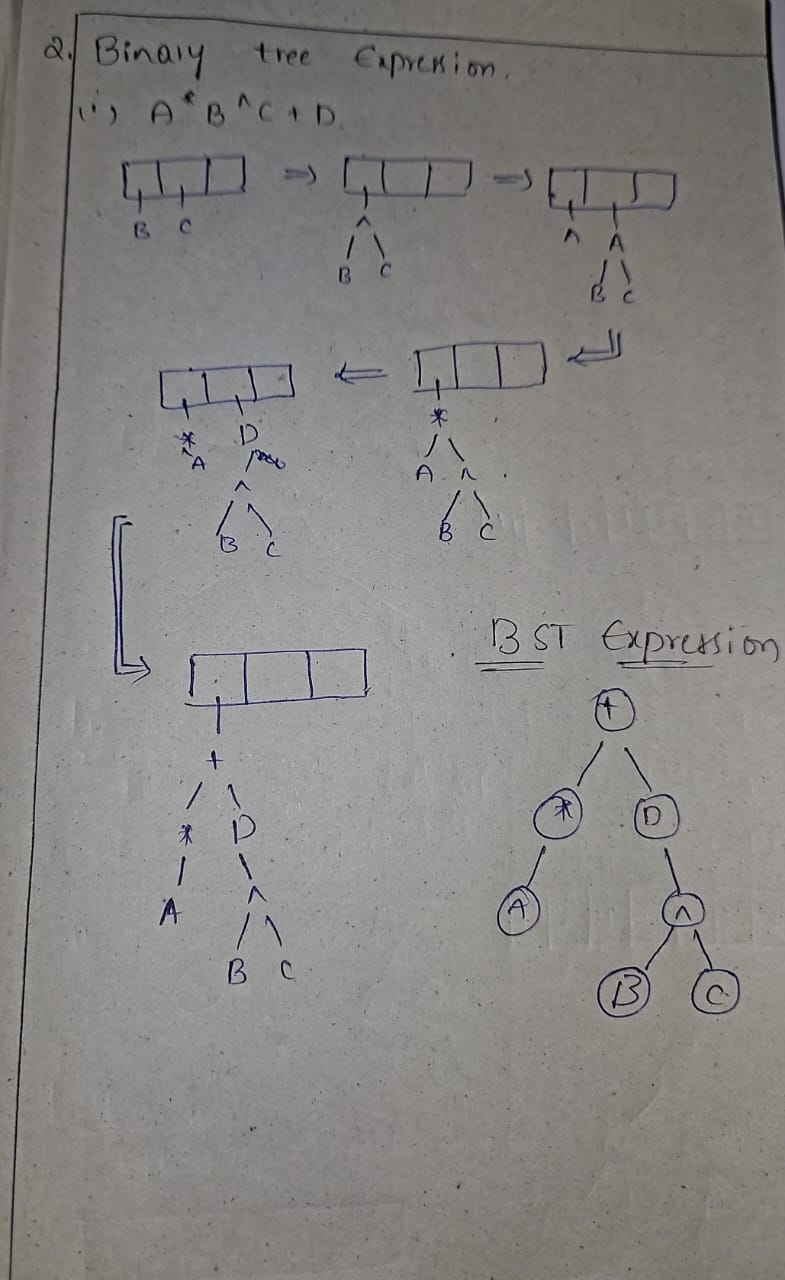 2. Binary tree Expression.
(i) A * B ^ C + D.
B C
^
B C
^ A
B C
*
A ^
B C
* D
^ A
^
B C
BST Expression
+
* D
A ^
B C
+
* D
A ^
B C